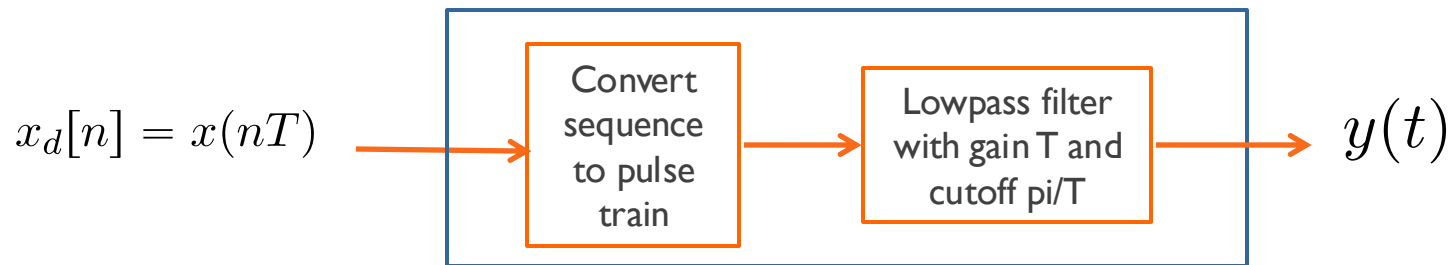 x_d[n] = x(nT)
Convert
sequence
to pulse
train
Lowpass filter
with gain T and
cutoff pi/T
y(t)